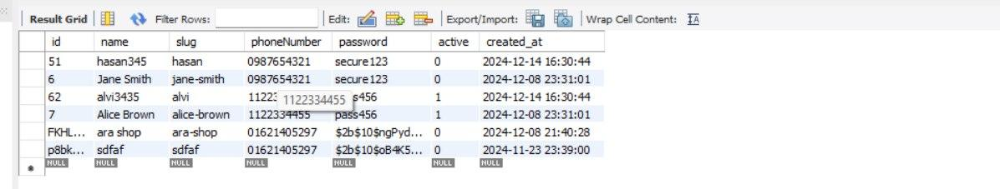 Result Grid Filter Rows: Edit: Export/Import: Wrap Cell Content: IA
id name slug phoneNumber password active created_at
51 hasan345 hasan 0987654321 secure123 0 2024-12-14 16:30:44
6 Jane Smith jane-smith 0987654321 secure123 0 2024-12-08 23:31:01
62 alvi3435 alvi 11223 1122334455 ss456 1 2024-12-14 16:30:44
7 Alice Brown alice-brown 1122334455 pass456 1 2024-12-08 23:31:01
FKHL... ara shop ara-shop 01621405297 $2b$10$ngPyd... 0 2024-12-08 21:40:28
p8bk... sdfaf sdfaf 01621405297 $2b$10$oB4K5... 0 2024-11-23 23:39:00
NULL NULL NULL NULL NULL NULL NULL